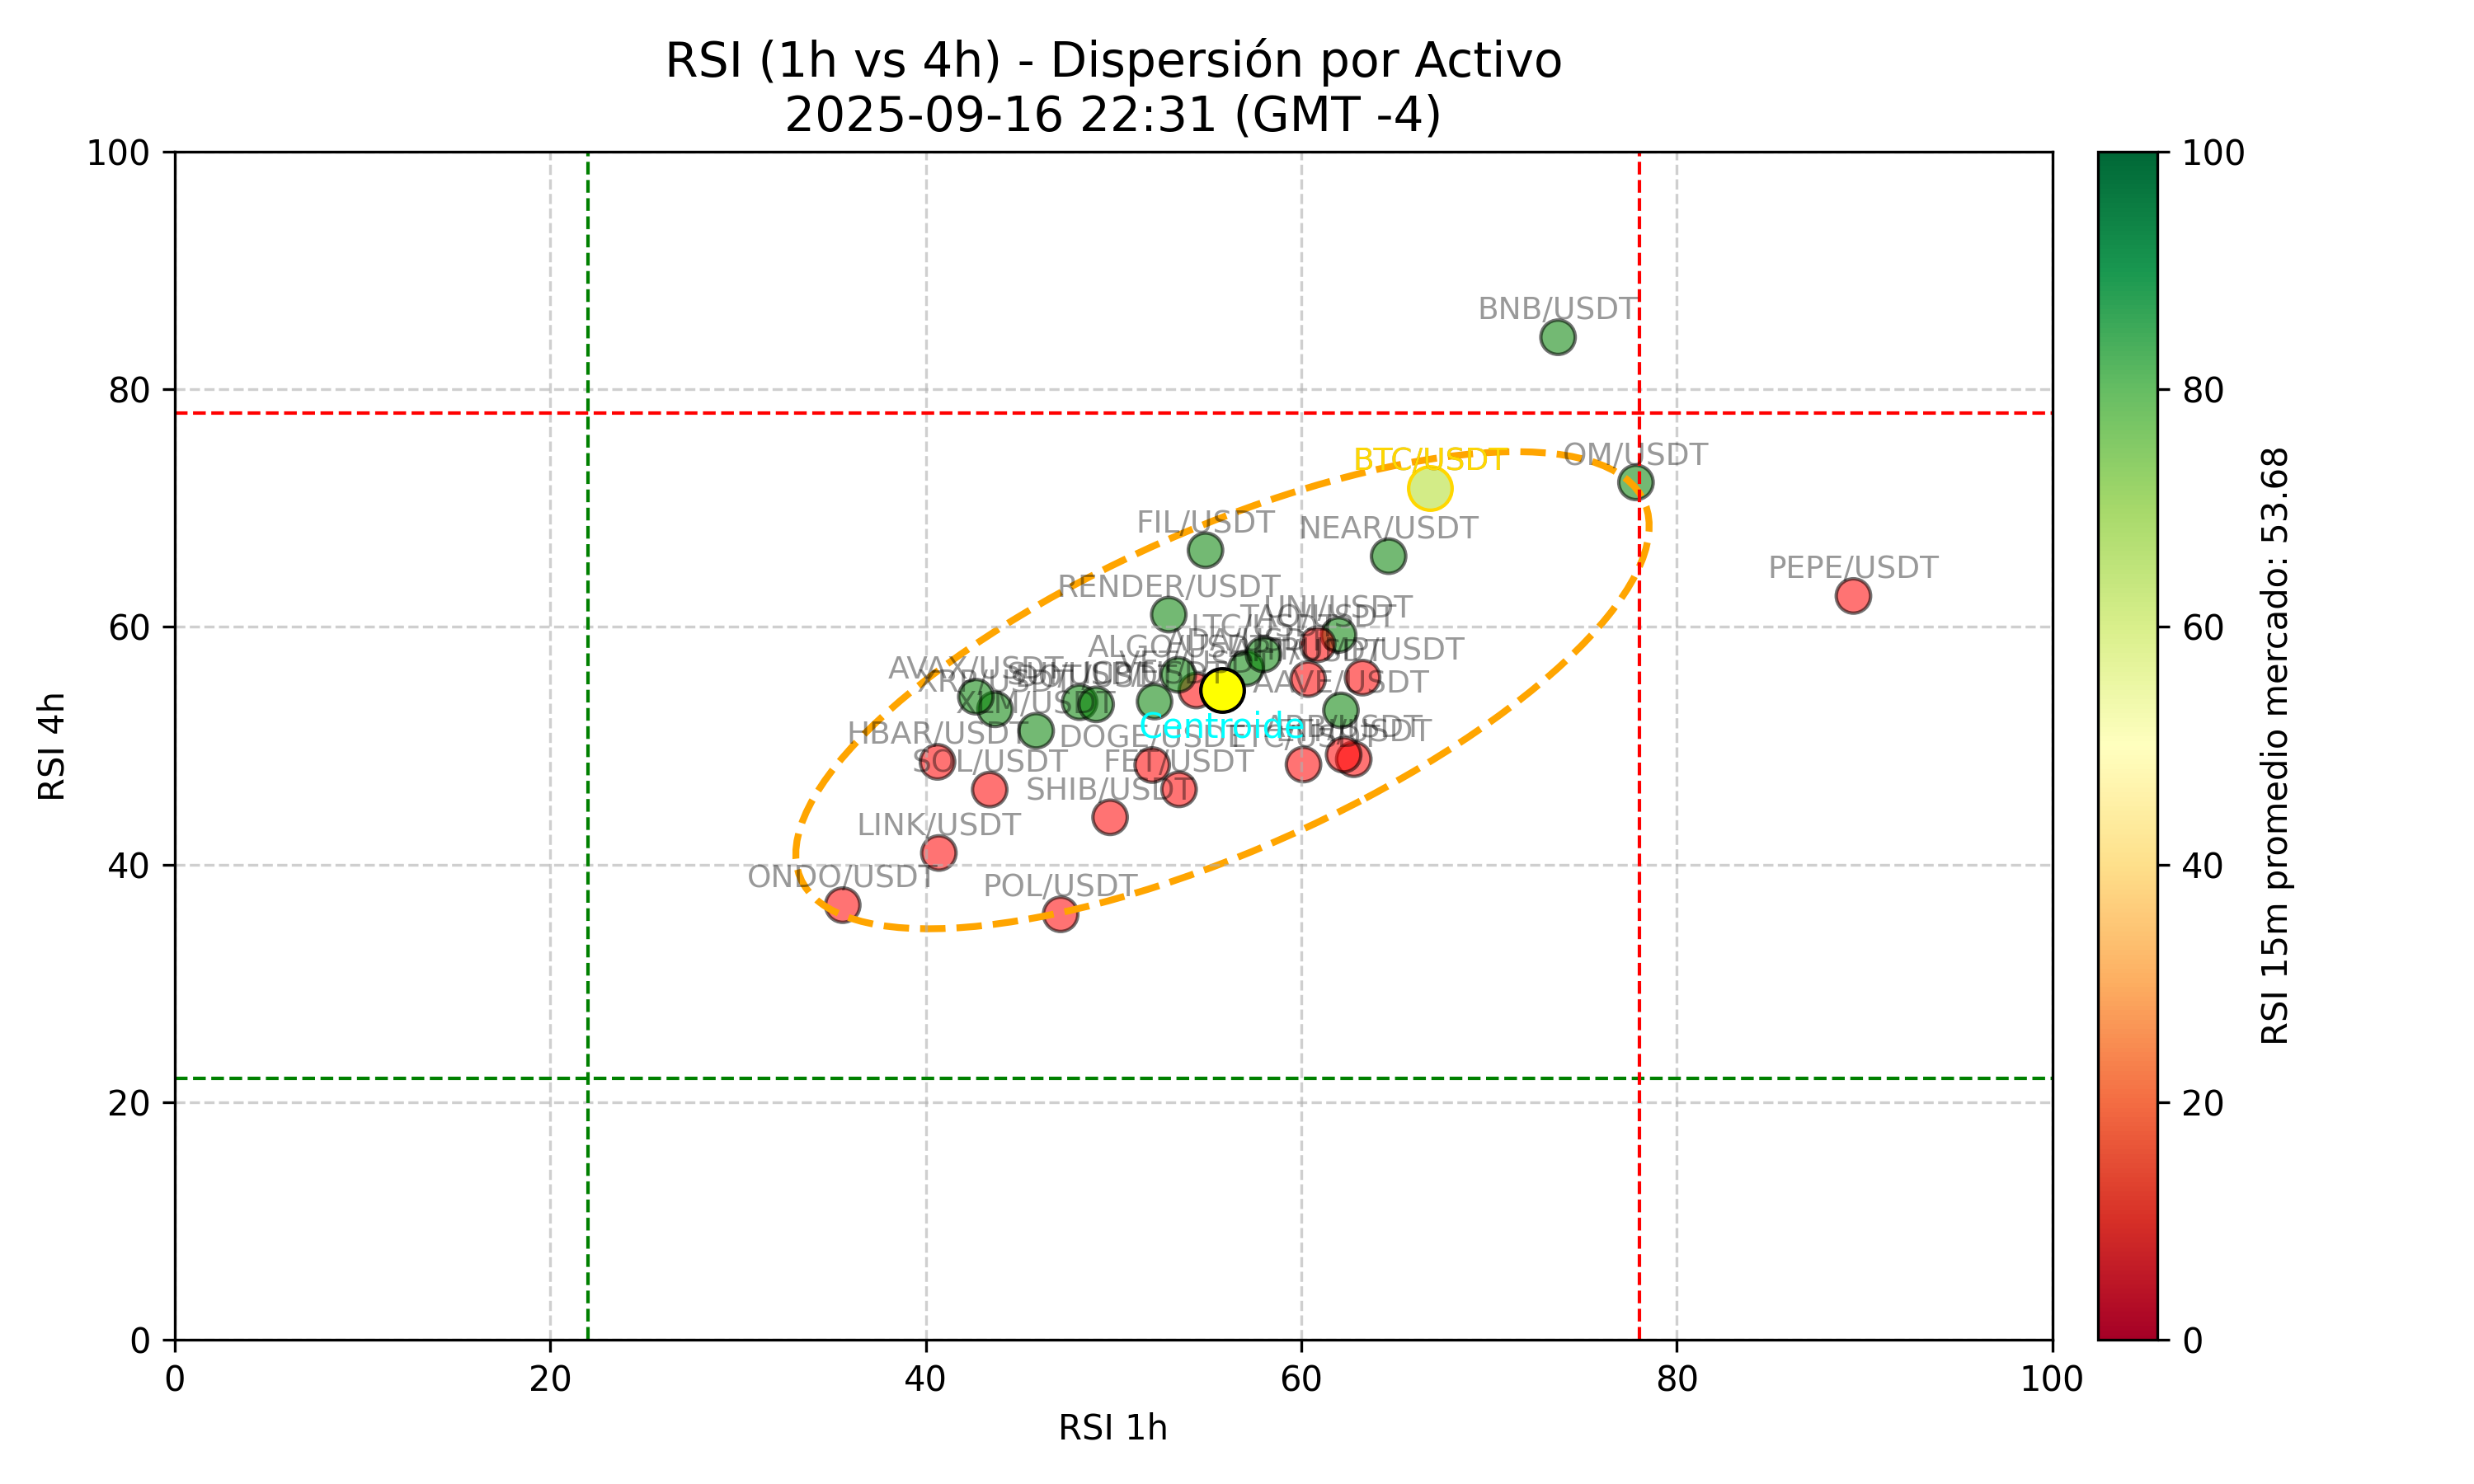 RSI (1h vs 4h) - Dispersión por Activo
2025-09-16 22:31 (GMT -4)
100
80
60
40
20
0
RSI 4h
0
20
40
60
80
100
RSI 1h
BNB/USDT
BTC/USDT
OM/USDT
FIL/USDT
NEAR/USDT
PEPE/USDT
RENDER/USDT
UNI/USDT
AVAX/USDT
AAVE/USDT
Centroide
HBAR/USDT
DOGE/USDT
SOL/USDT
FET/USDT
SHIB/USDT
LINK/USDT
ONDO/USDT
POL/USDT
XLM/USDT
100
80
60
40
20
0
RSI 15m promedio mercado: 53.68